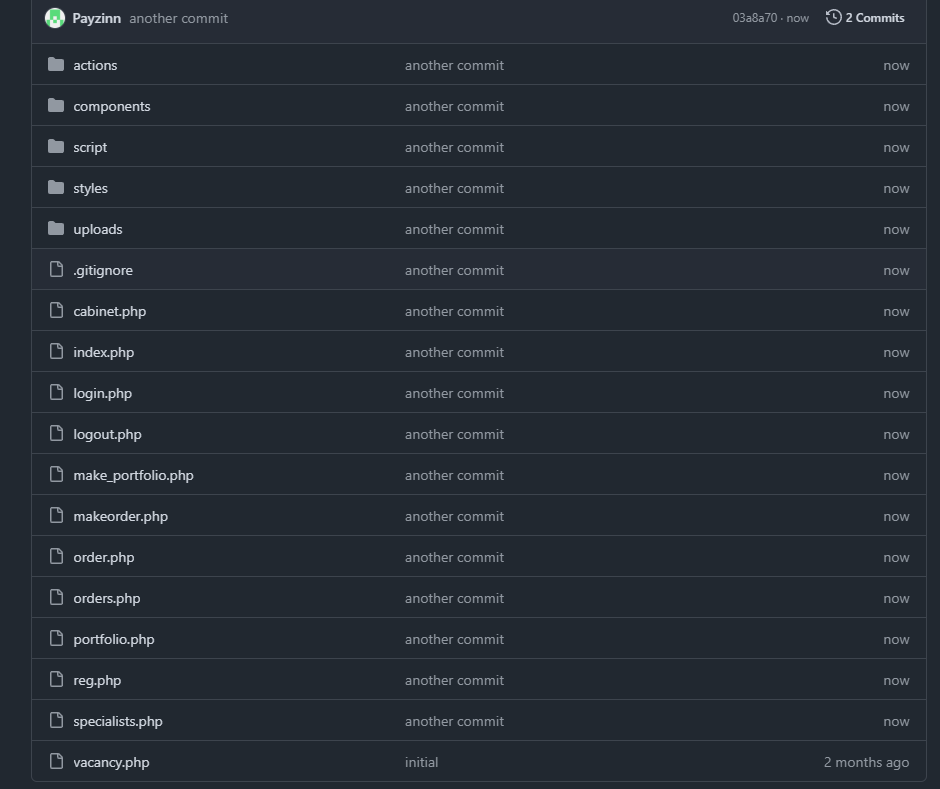 Payzinn another commit 03a8a70 · now 2 Commits
actions another commit now
components another commit now
script another commit now
styles another commit now
uploads another commit now
.gitignore another commit now
cabinet.php another commit now
index.php another commit now
login.php another commit now
logout.php another commit now
make_portfolio.php another commit now
makeorder.php another commit now
order.php another commit now
orders.php another commit now
portfolio.php another commit now
reg.php another commit now
specialists.php another commit now
vacancy.php initial 2 months ago